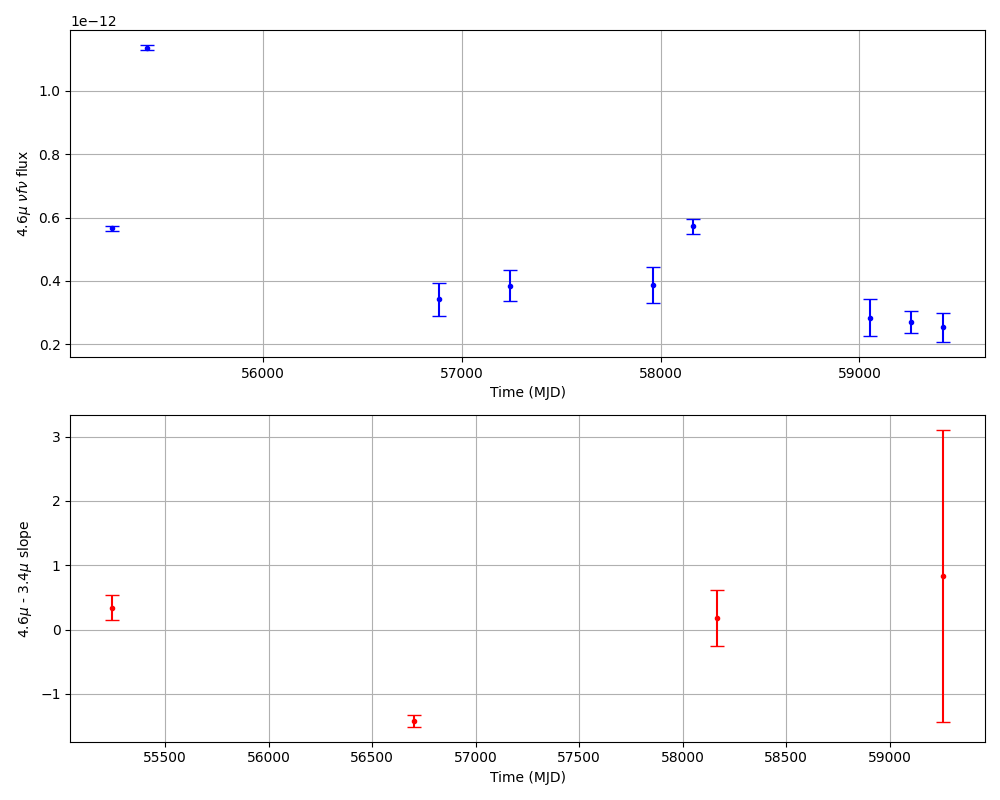 1e−12
1.0
0.8
0.6
0.4
0.2
4.6μ νfν flux
56000 57000 58000 59000
Time (MJD)
3
2
1
0
−1
4.6μ - 3.4μ slope
55500 56000 56500 57000 57500 58000 58500 59000
Time (MJD)